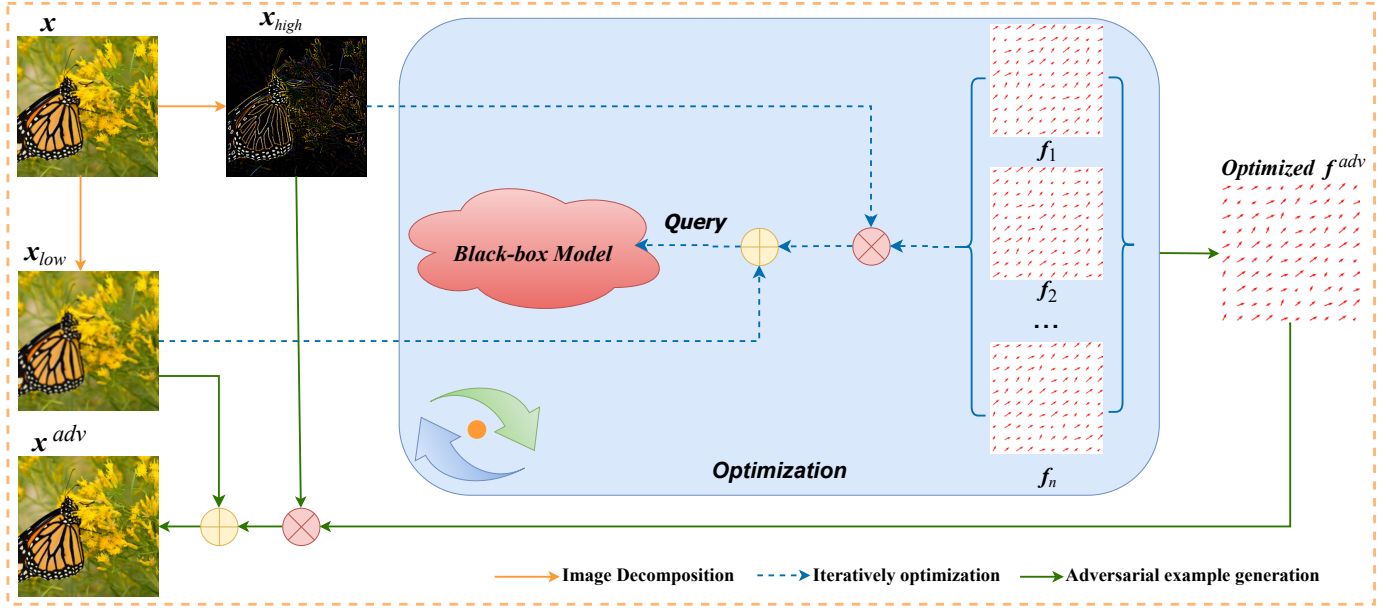 x
x_high
f_1
Optimized f^adv
Query
Black-box Model
x_low
f_2
...
x^adv
Optimization
f_n
Image Decomposition
Iteratively optimization
Adversarial example generation